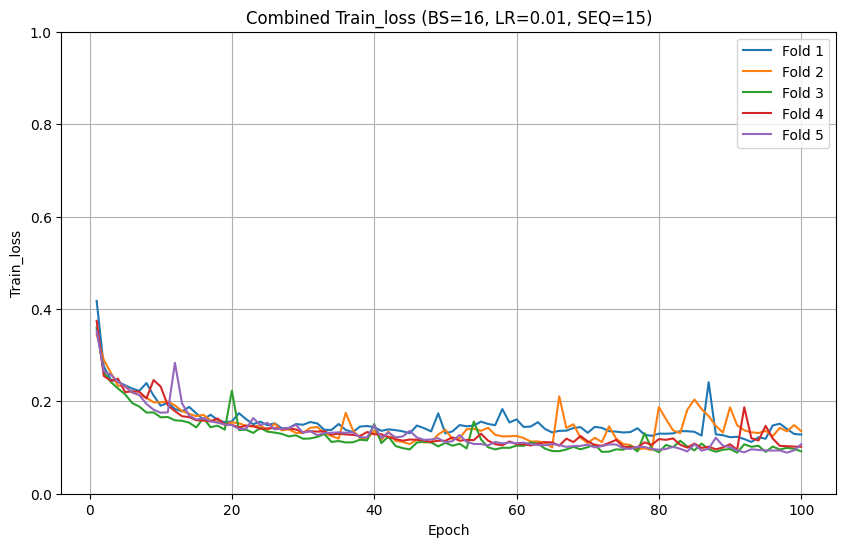 Combined Train_loss (BS=16, LR=0.01, SEQ=15)
1.0
0.8
0.6
0.4
0.2
0.0
Train_loss
Fold 1
Fold 2
Fold 3
Fold 4
Fold 5
0
20
40
60
80
100
Epoch